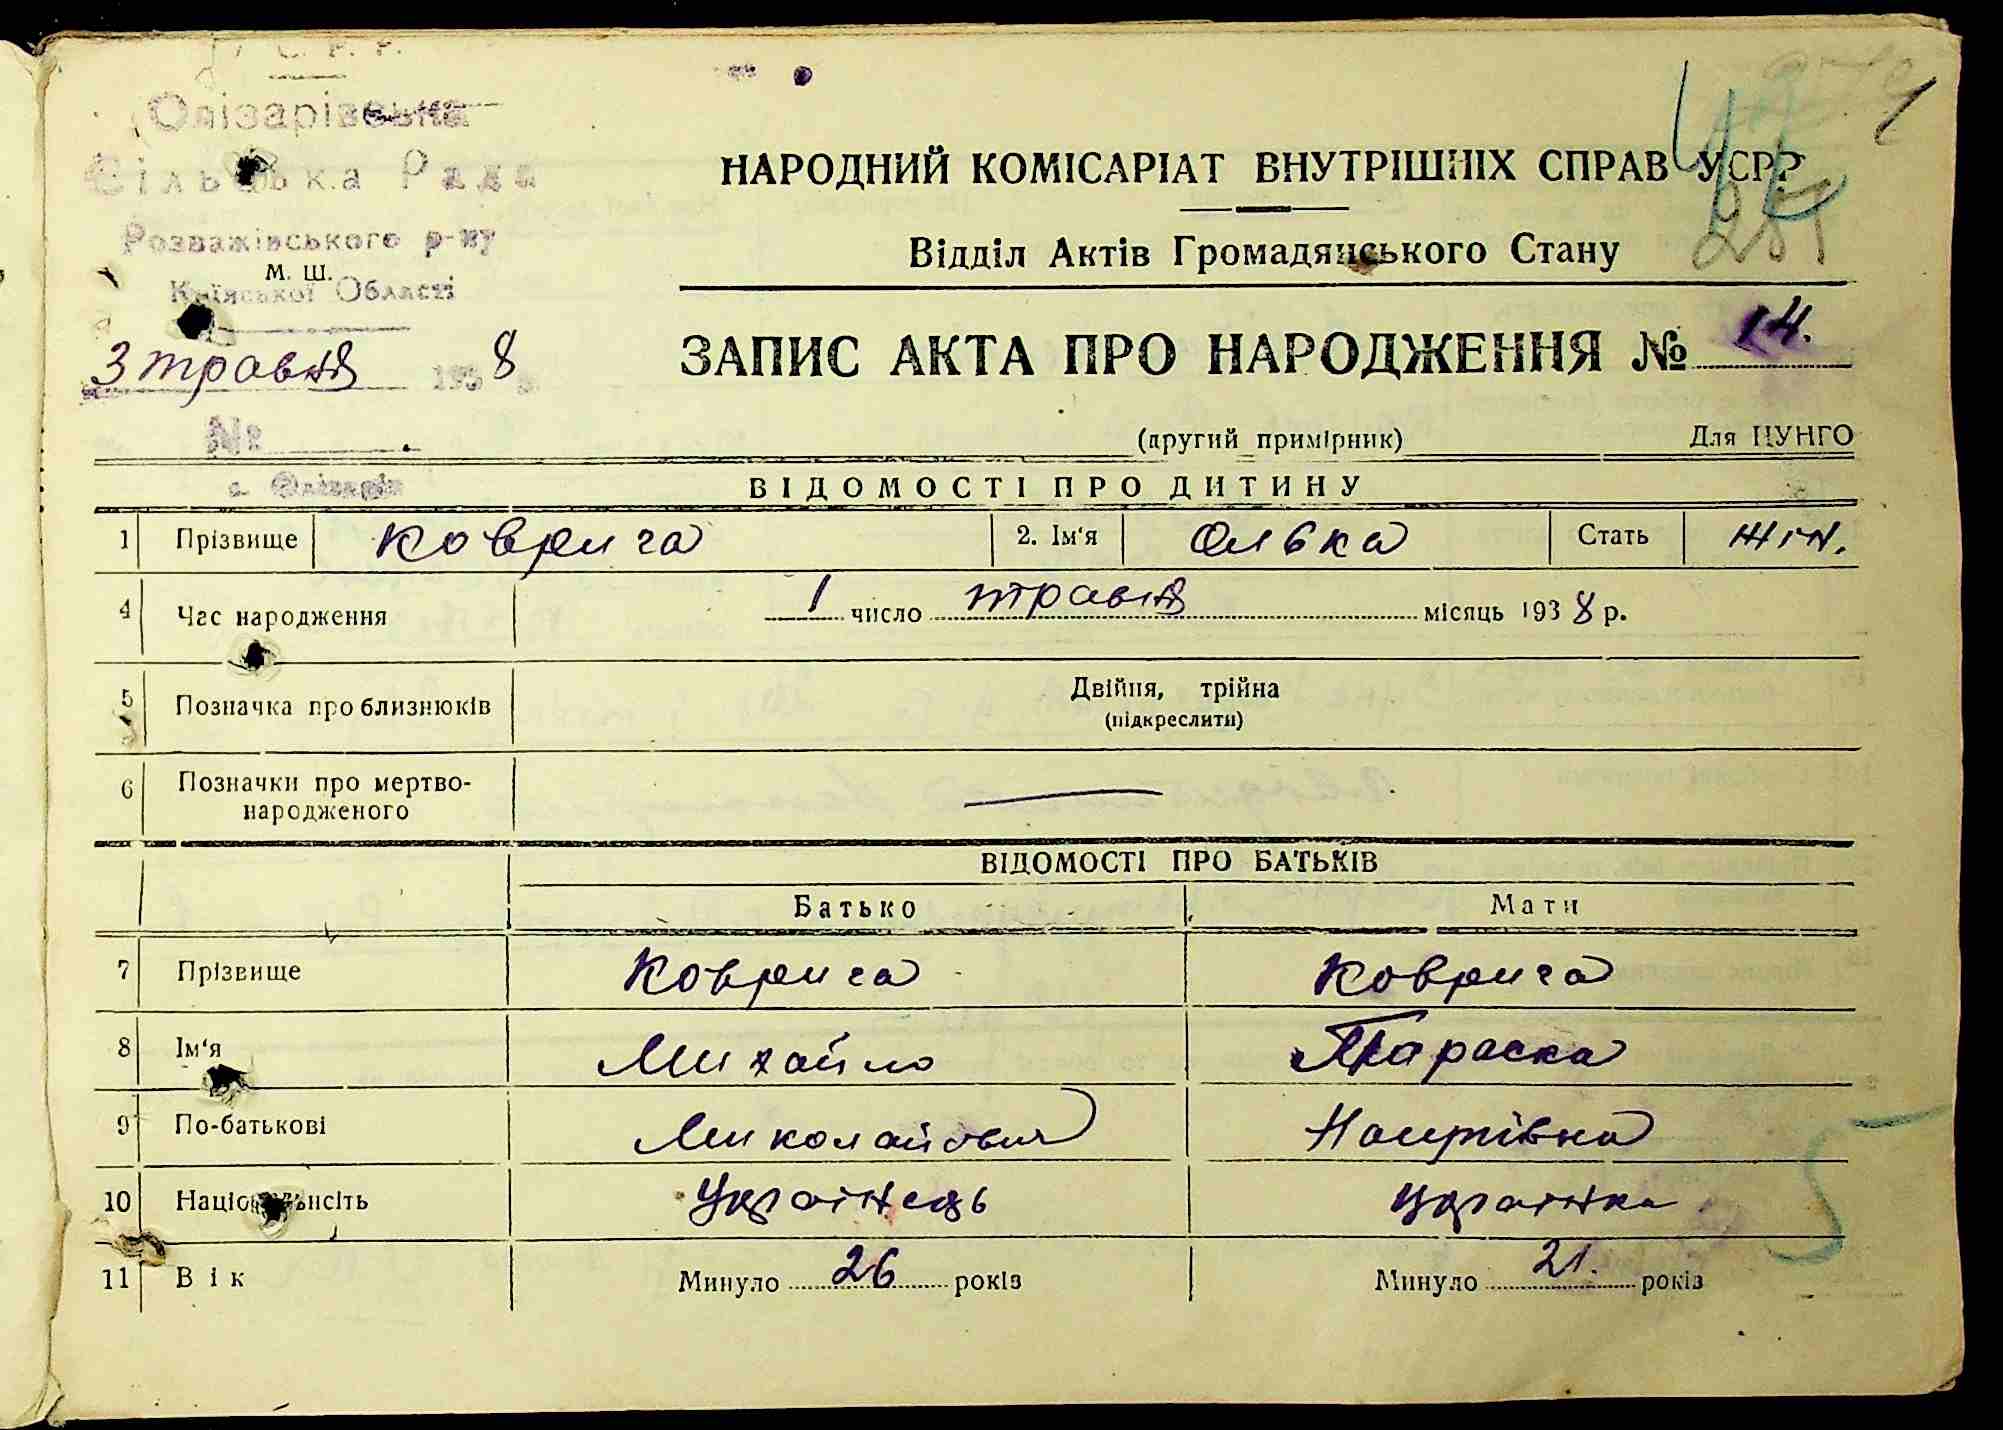 С. Р. Р.
Олізарівська
Сільська Рада
Розважівського р-ну
М. Ш.
Київської Області
3 травня 1938
№
с. Олізарів
НАРОДНИЙ КОМІСАРІАТ ВНУТРІШНІХ СПРАВ УСРР
251
Відділ Актів Громадянського Стану
ЗАПИС АКТА ПРО НАРОДЖЕННЯ № 14.
(другий примірник) Для ЦУНГО
ВІДОМОСТІ ПРО ДИТИНУ
1 Прізвище Коврига 2. Ім'я Олька Стать жін.
4 Час народження 1 число травня місяць 1938 р.
5 Позначка про близнюків Двійня, трійна
(підкреслити)
6 Позначки про мертво-
народженого
ВІДОМОСТІ ПРО БАТЬКІВ
Батько Мати
7 Прізвище Коврига Коврига
8 Ім'я Михайло Параска
9 По-батькові Миколайович
10 Національнсіть Українець Українка
11 Вік Минуло 26 років Минуло 21. років